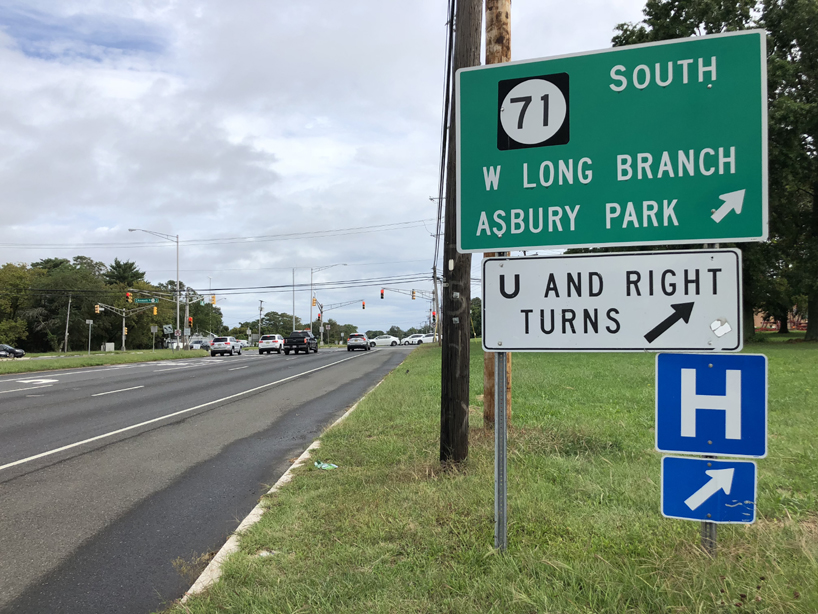 SOUTH
71
W LONG BRANCH
ASBURY PARK
U AND RIGHT
TURNS
H